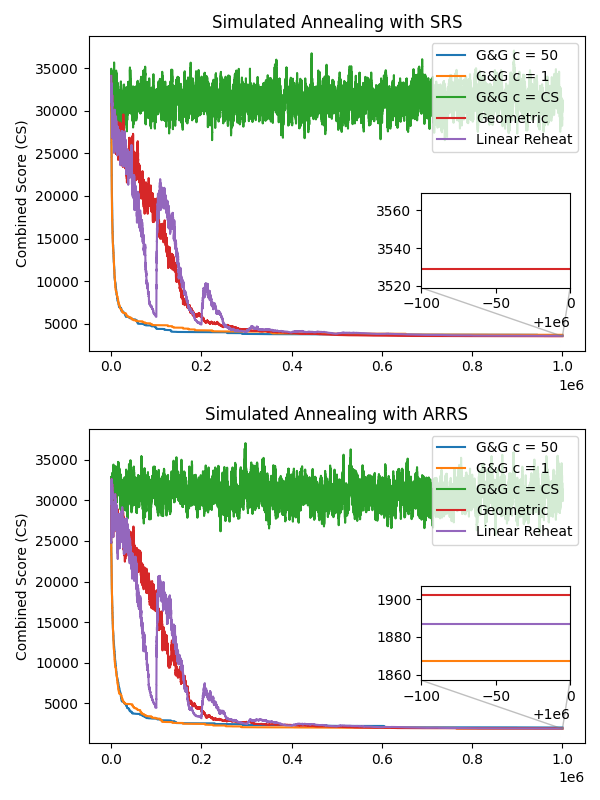 Simulated Annealing with SRS
Combined Score (CS)
35000
30000
25000
20000
15000
10000
5000
G&G c = 50
G&G c = 1
G&G c = CS
Geometric
Linear Reheat
3560
3540
3520
−100
−50
0
+1e6
0.0
0.2
0.4
0.6
0.8
1.0
1e6
Simulated Annealing with ARRS
Combined Score (CS)
35000
30000
25000
20000
15000
10000
5000
G&G c = 50
G&G c = 1
G&G c = CS
Geometric
Linear Reheat
1900
1880
1860
−100
−50
0
+1e6
0.0
0.2
0.4
0.6
0.8
1.0
1e6